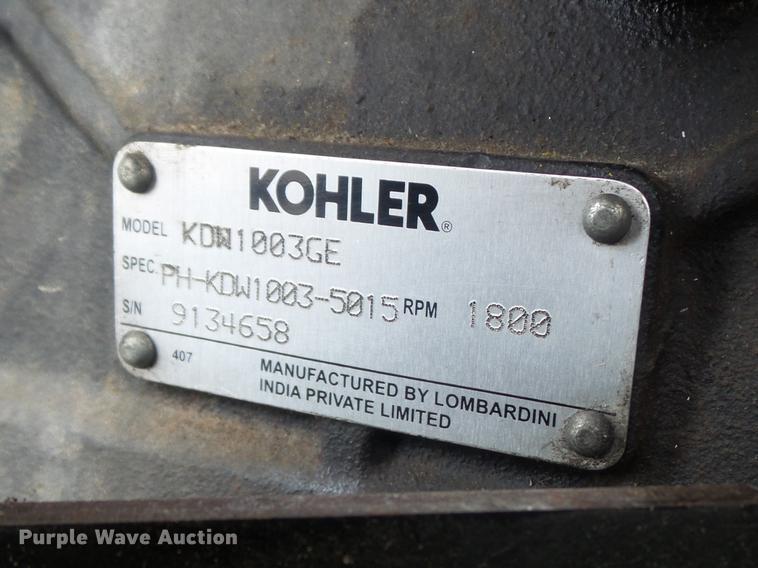 KOHLER®
MODEL KDW1003GE
SPEC. PH-KDW1003-5015 RPM 1800
S/N 9134658
407
MANUFACTURED BY LOMBARDINI
INDIA PRIVATE LIMITED
Purple Wave Auction